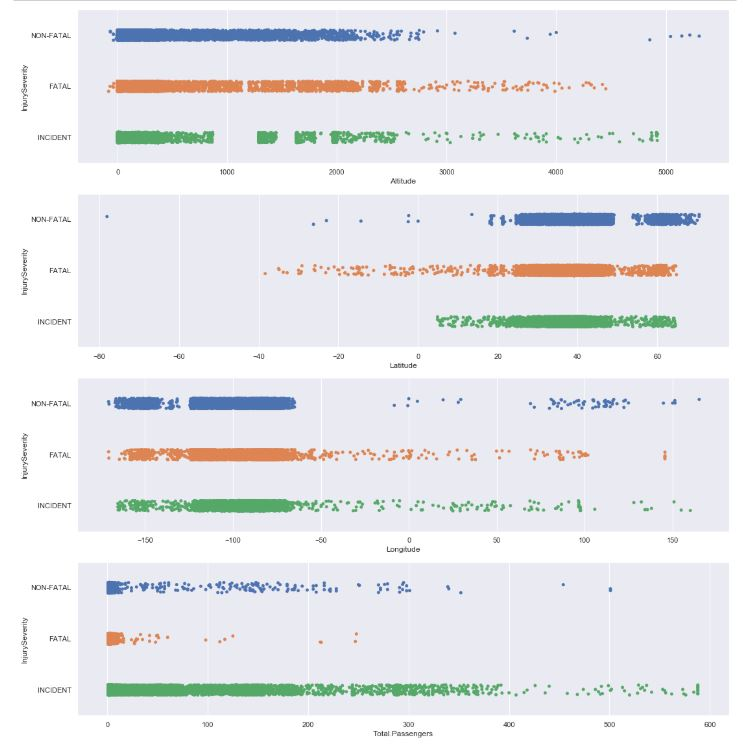 NON-FATAL
FATAL
INCIDENT
InjurySeverity
0 1000 2000 3000 4000 5000
Altitude
NON-FATAL
FATAL
INCIDENT
InjurySeverity
−80 −60 −40 −20 0 20 40 60
Latitude
NON-FATAL
FATAL
INCIDENT
InjurySeverity
−150 −100 −50 0 50 100 150
Longitude
NON-FATAL
FATAL
INCIDENT
InjurySeverity
0 100 200 300 400 500 600
Total.Passengers